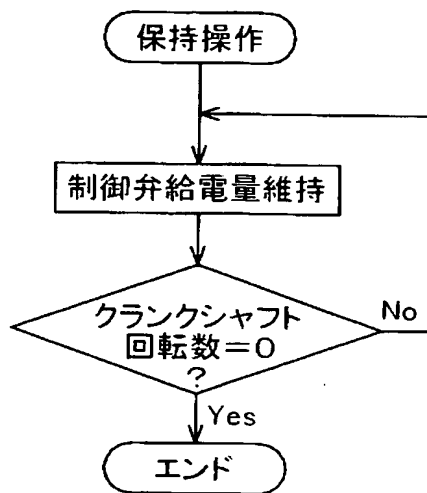 保持操作
制御弁給電量維持
クランクシャフト
回転数=0
?
No
Yes
エンド